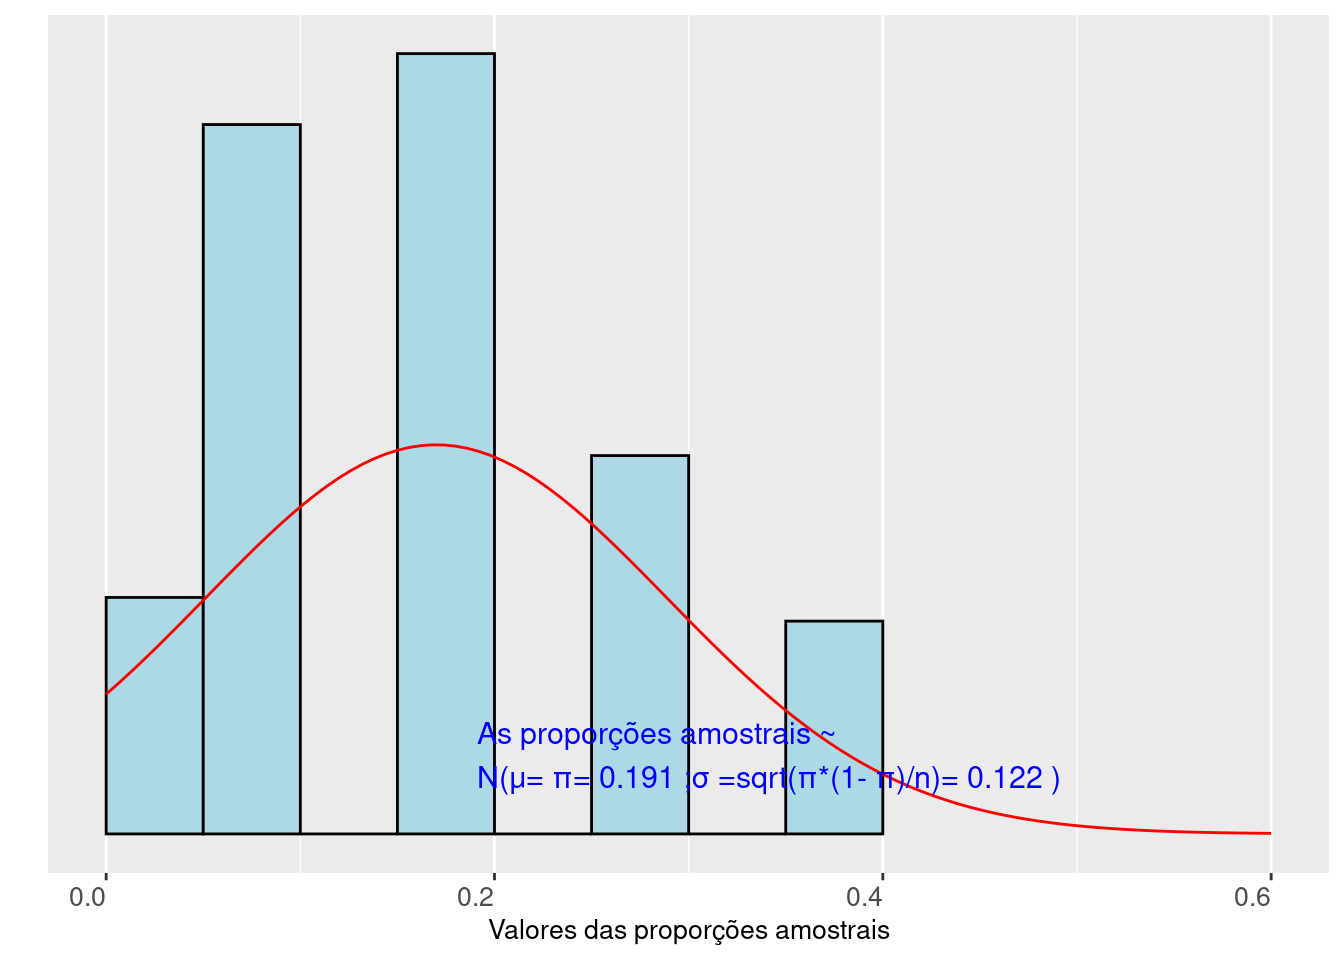 As proporções amostrais ~
N(μ= π= 0.191 ;σ =sqrt(π*(1- π)/n)= 0.122 )
0.0 0.2 0.4 0.6
Valores das proporções amostrais